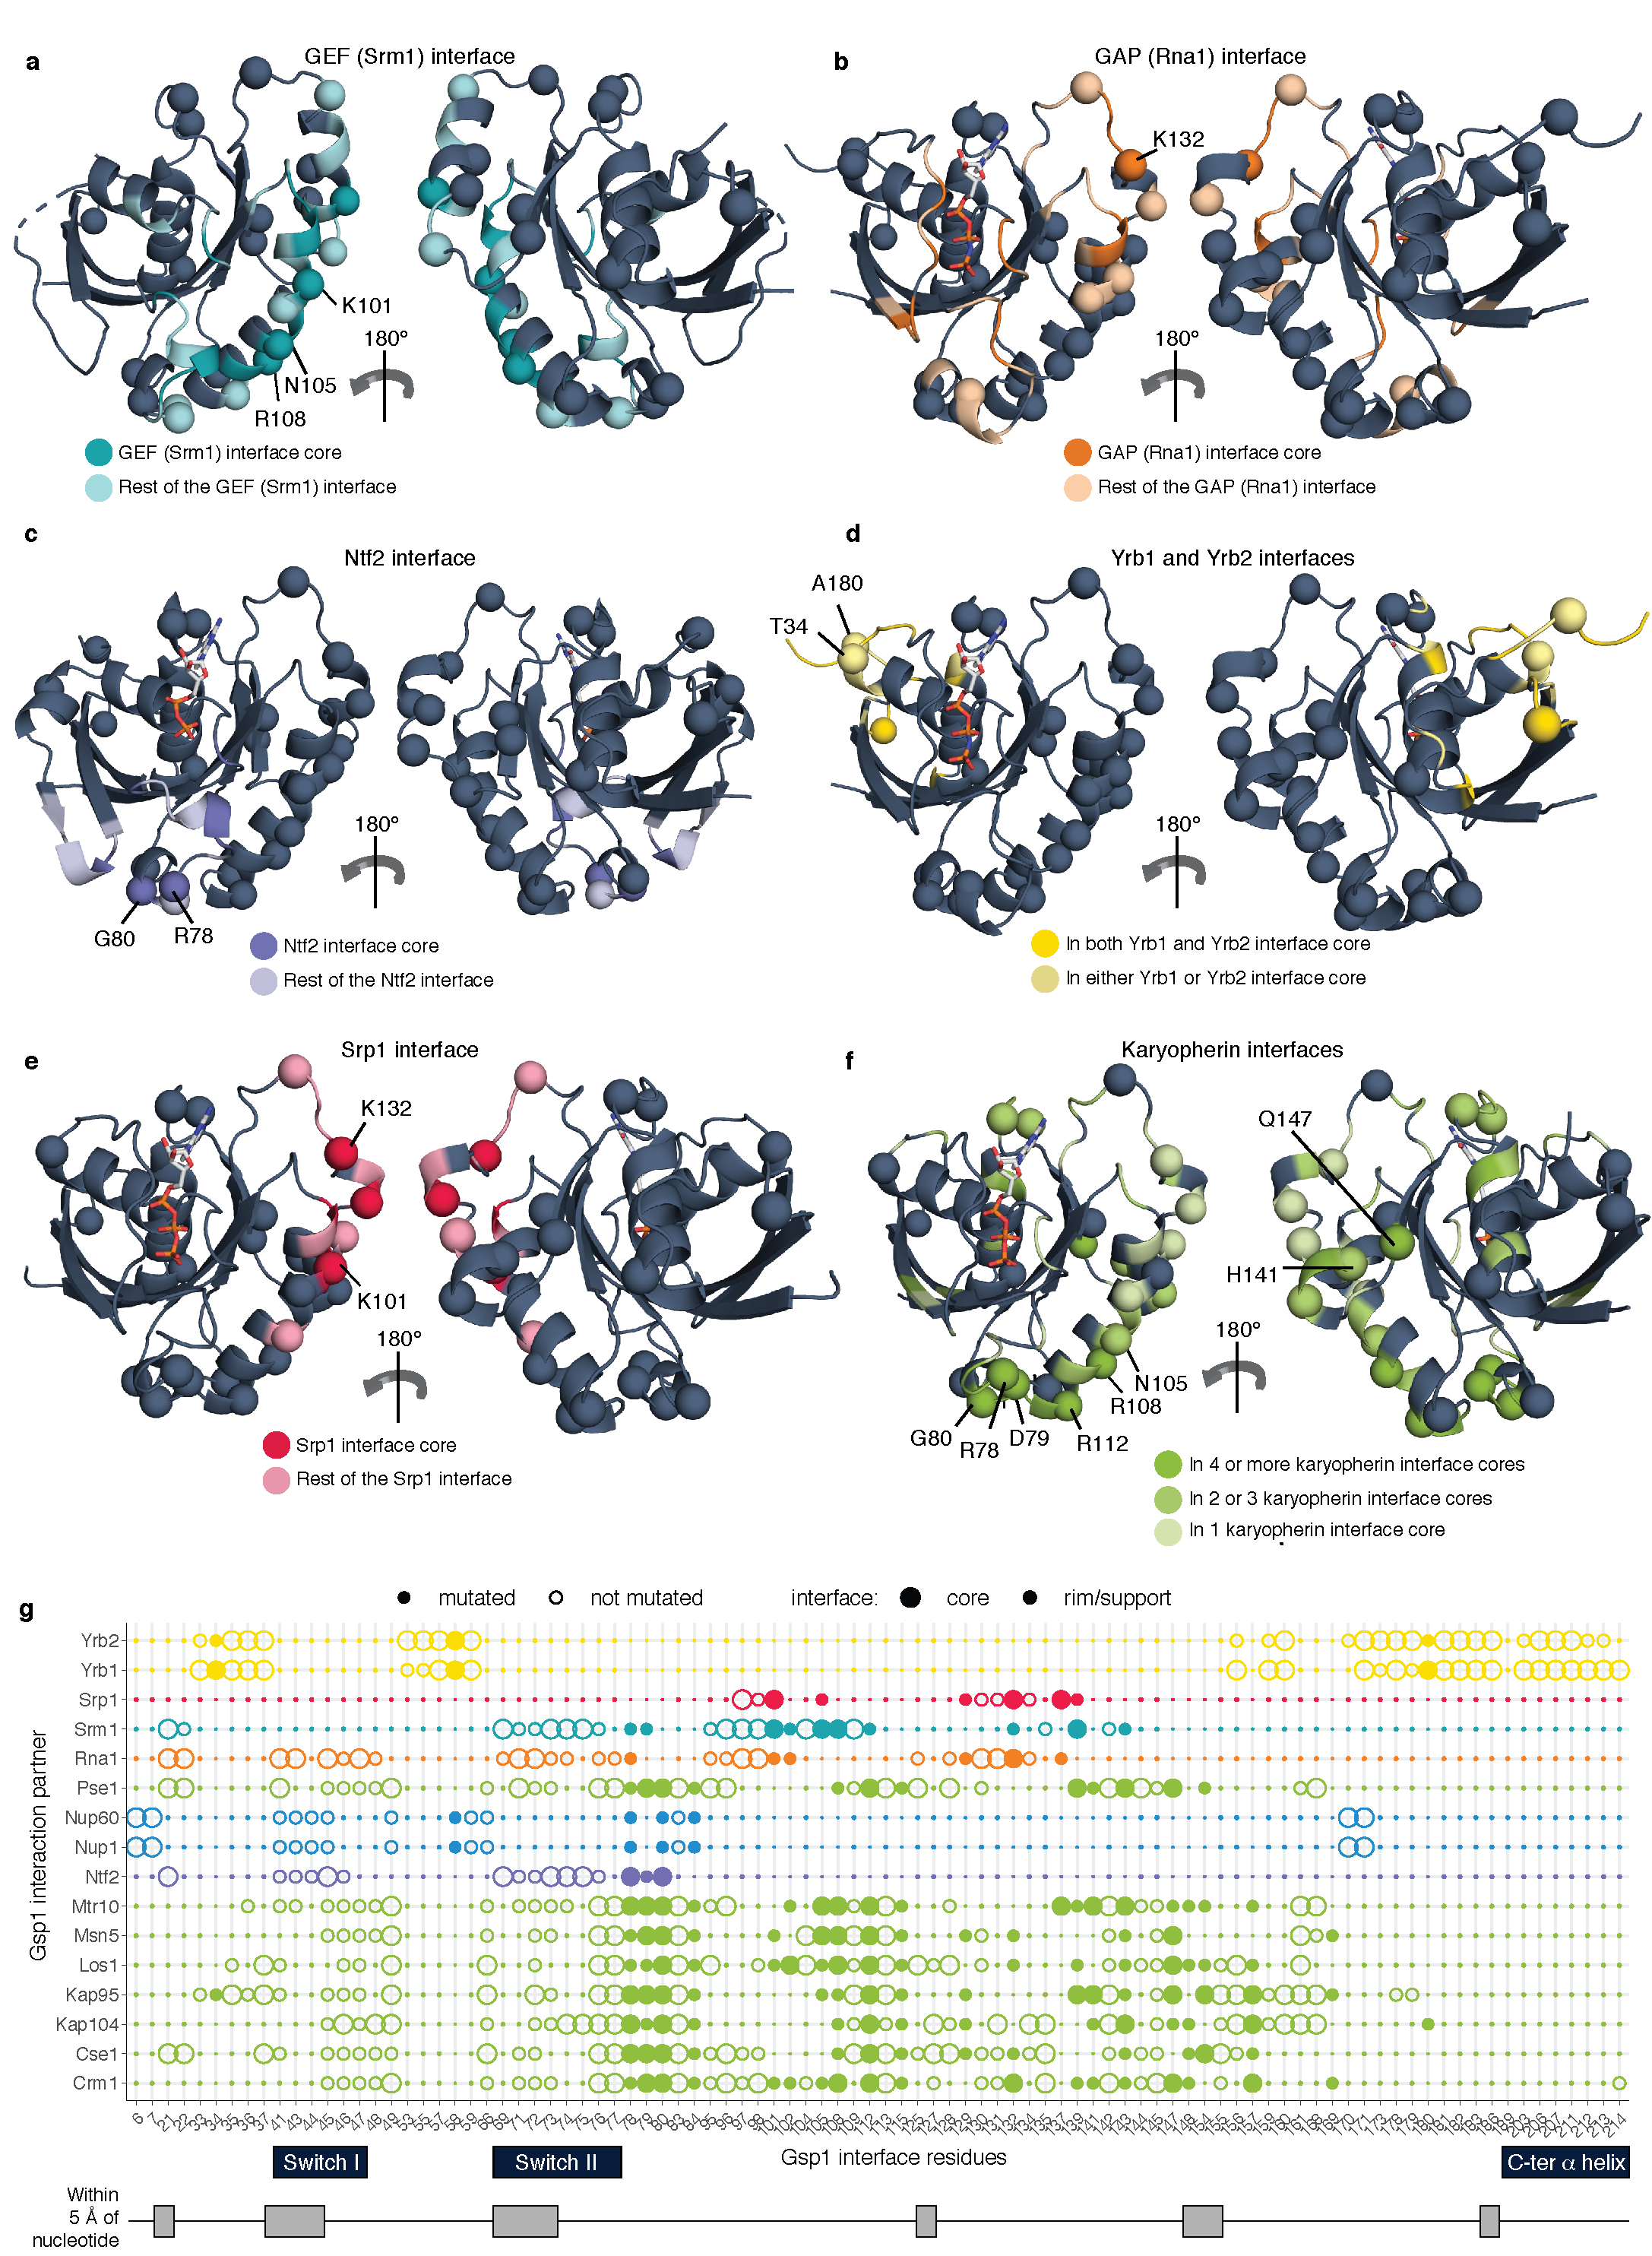 a
GEF (Srm1) interface
K101
N105
R108
180°
GEF (Srm1) interface core
Rest of the GEF (Srm1) interface
b
GAP (Rna1) interface
K132
180°
GAP (Rna1) interface core
Rest of the GAP (Rna1) interface
c
Ntf2 interface
180°
G80
R78
Ntf2 interface core
Rest of the Ntf2 interface
d
Yrb1 and Yrb2 interfaces
A180
T34
180°
In both Yrb1 and Yrb2 interface core
In either Yrb1 or Yrb2 interface core
e
Srp1 interface
K132
K101
180°
Srp1 interface core
Rest of the Srp1 interface
f
Karyopherin interfaces
Q147
H141
180°
N105
R108
G80
R78
D79
R112
In 4 or more karyopherin interface cores
In 2 or 3 karyopherin interface cores
In 1 karyopherin interface core
g
mutated
not mutated
interface:
core
rim/support
Gsp1 interaction partner
Yrb2
Yrb1
Srp1
Srm1
Rna1
Pse1
Nup60
Nup1
Ntf2
Mtr10
Msn5
Los1
Kap95
Kap104
Cse1
Crm1
Gsp1 interface residues
Switch I
Switch II
C-ter α helix
Within
5 Å of
nucleotide